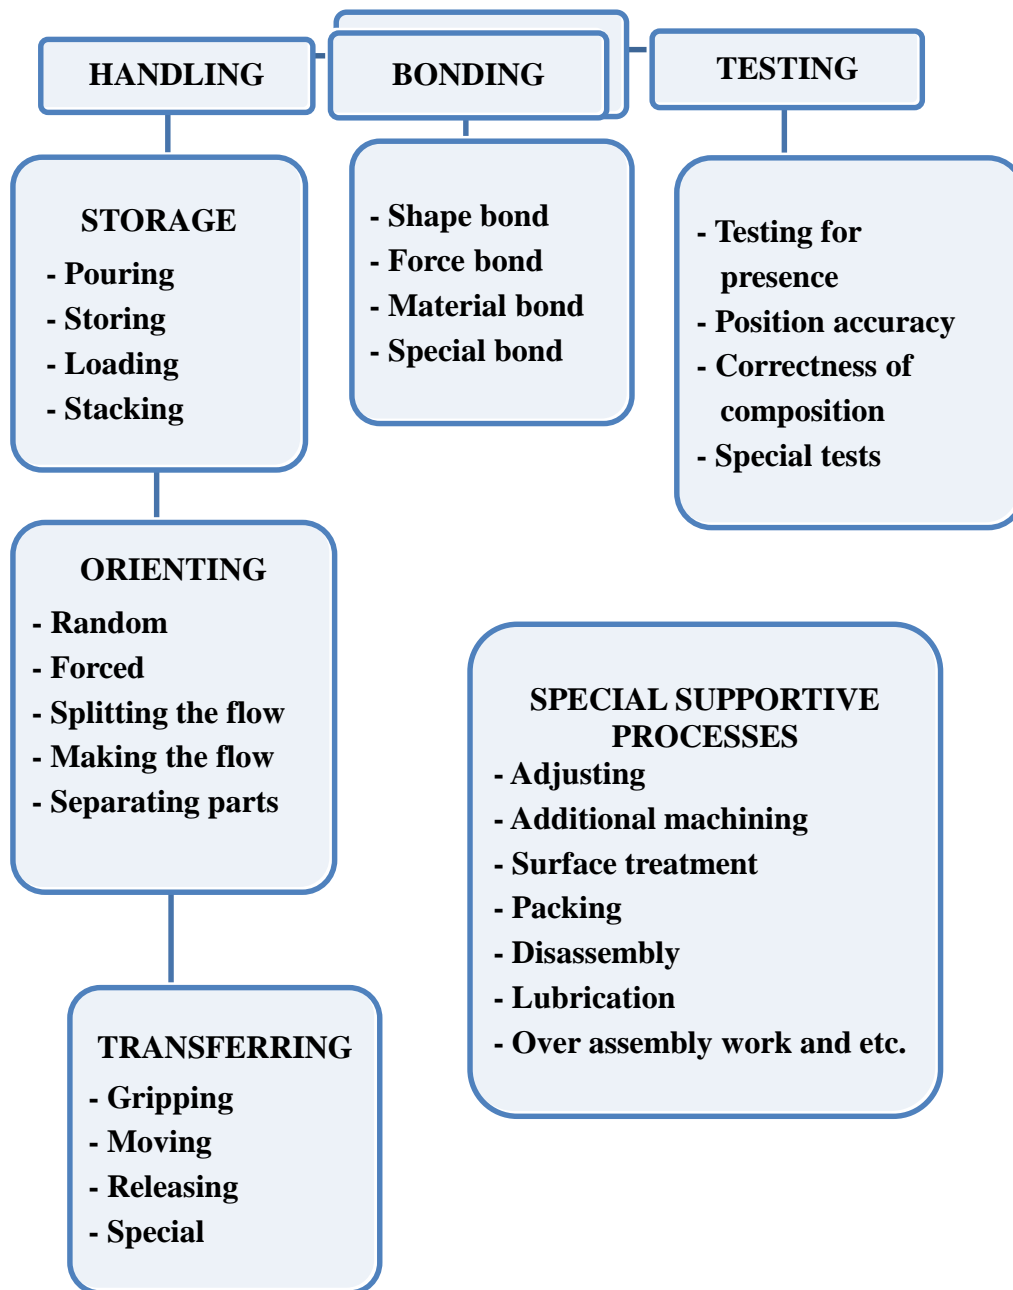 HANDLING
BONDING
TESTING
STORAGE
- Pouring
- Storing
- Loading
- Stacking
- Shape bond
- Force bond
- Material bond
- Special bond
- Testing for
presence
- Position accuracy
- Correctness of
composition
- Special tests
ORIENTING
- Random
- Forced
- Splitting the flow
- Making the flow
- Separating parts
SPECIAL SUPPORTIVE
PROCESSES
- Adjusting
- Additional machining
- Surface treatment
- Packing
- Disassembly
- Lubrication
- Over assembly work and etc.
TRANSFERRING
- Gripping
- Moving
- Releasing
- Special